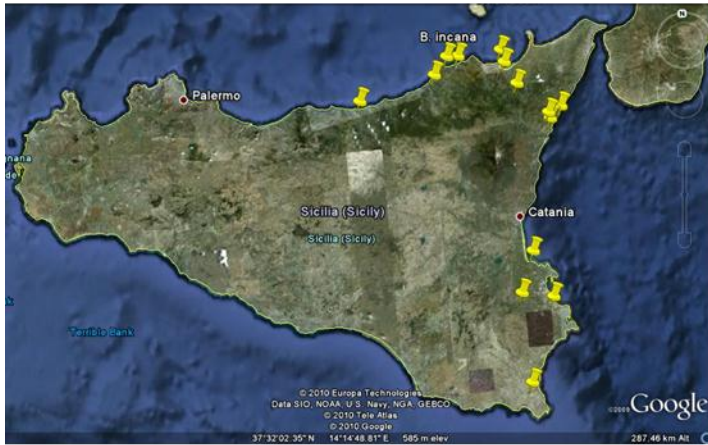 N
B. incana
Palermo
gnana
Sicilia (Sicily)
Catania
Sicilia (Sicily)
Terrible Bank
© 2010 Europa Technologies
Data SIO, NOAA, U.S. Navy, NGA, GEBCO
© 2010 Tele Atlas
© 2010 Google
©2009 Google
37°32'02.35" N 14°14'48.81" E 585 m elev
287.46 km Alt